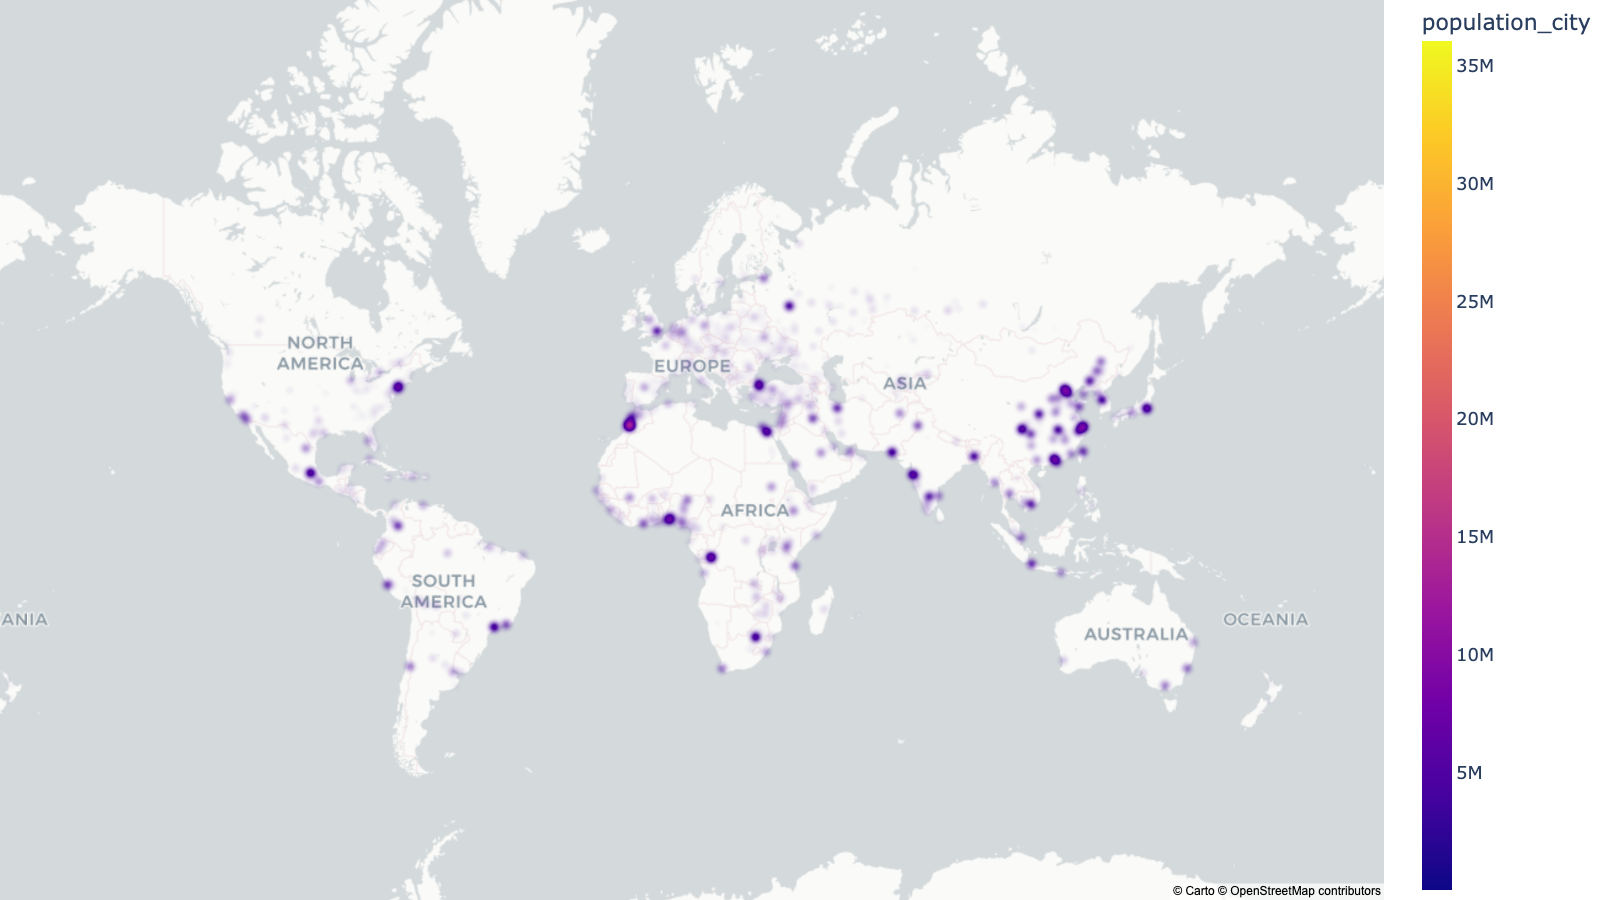 population_city
35M
30M
25M
20M
15M
10M
5M
NORTH
AMERICA
EUROPE
ASIA
AFRICA
SOUTH
AMERICA
ANIA
AUSTRALIA
OCEANIA
© Carto © OpenStreetMap contributors